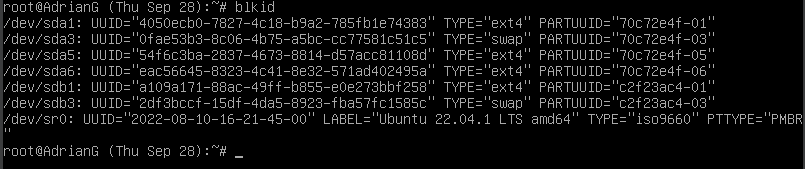 root@AdrianG (Thu Sep 28):~# blkid
/dev/sda1: UUID="4050ecb0-7827-4c18-b9a2-785fb1e74383" TYPE="ext4" PARTUUID="70c72e4f-01"
/dev/sda3: UUID="0fae53b3-8c06-4b75-a5bc-cc77581c51c5" TYPE="swap" PARTUUID="70c72e4f-03"
/dev/sda5: UUID="54f6c3ba-2837-4673-8814-d57acc81108d" TYPE="ext4" PARTUUID="70c72e4f-05"
/dev/sda6: UUID="eac56645-8323-4c41-8e32-571ad402495a" TYPE="ext4" PARTUUID="70c72e4f-06"
/dev/sdb1: UUID="a109a171-88ac-49ff-b855-e0e273bbf258" TYPE="ext4" PARTUUID="c2f23ac4-01"
/dev/sdb3: UUID="2df3bccf-15df-4da5-8923-fba57fc1585c" TYPE="swap" PARTUUID="c2f23ac4-03"
/dev/sr0: UUID="2022-08-10-16-21-45-00" LABEL="Ubuntu 22.04.1 LTS amd64" TYPE="iso9660" PTTYPE="PMBR
"
root@AdrianG (Thu Sep 28):~# _